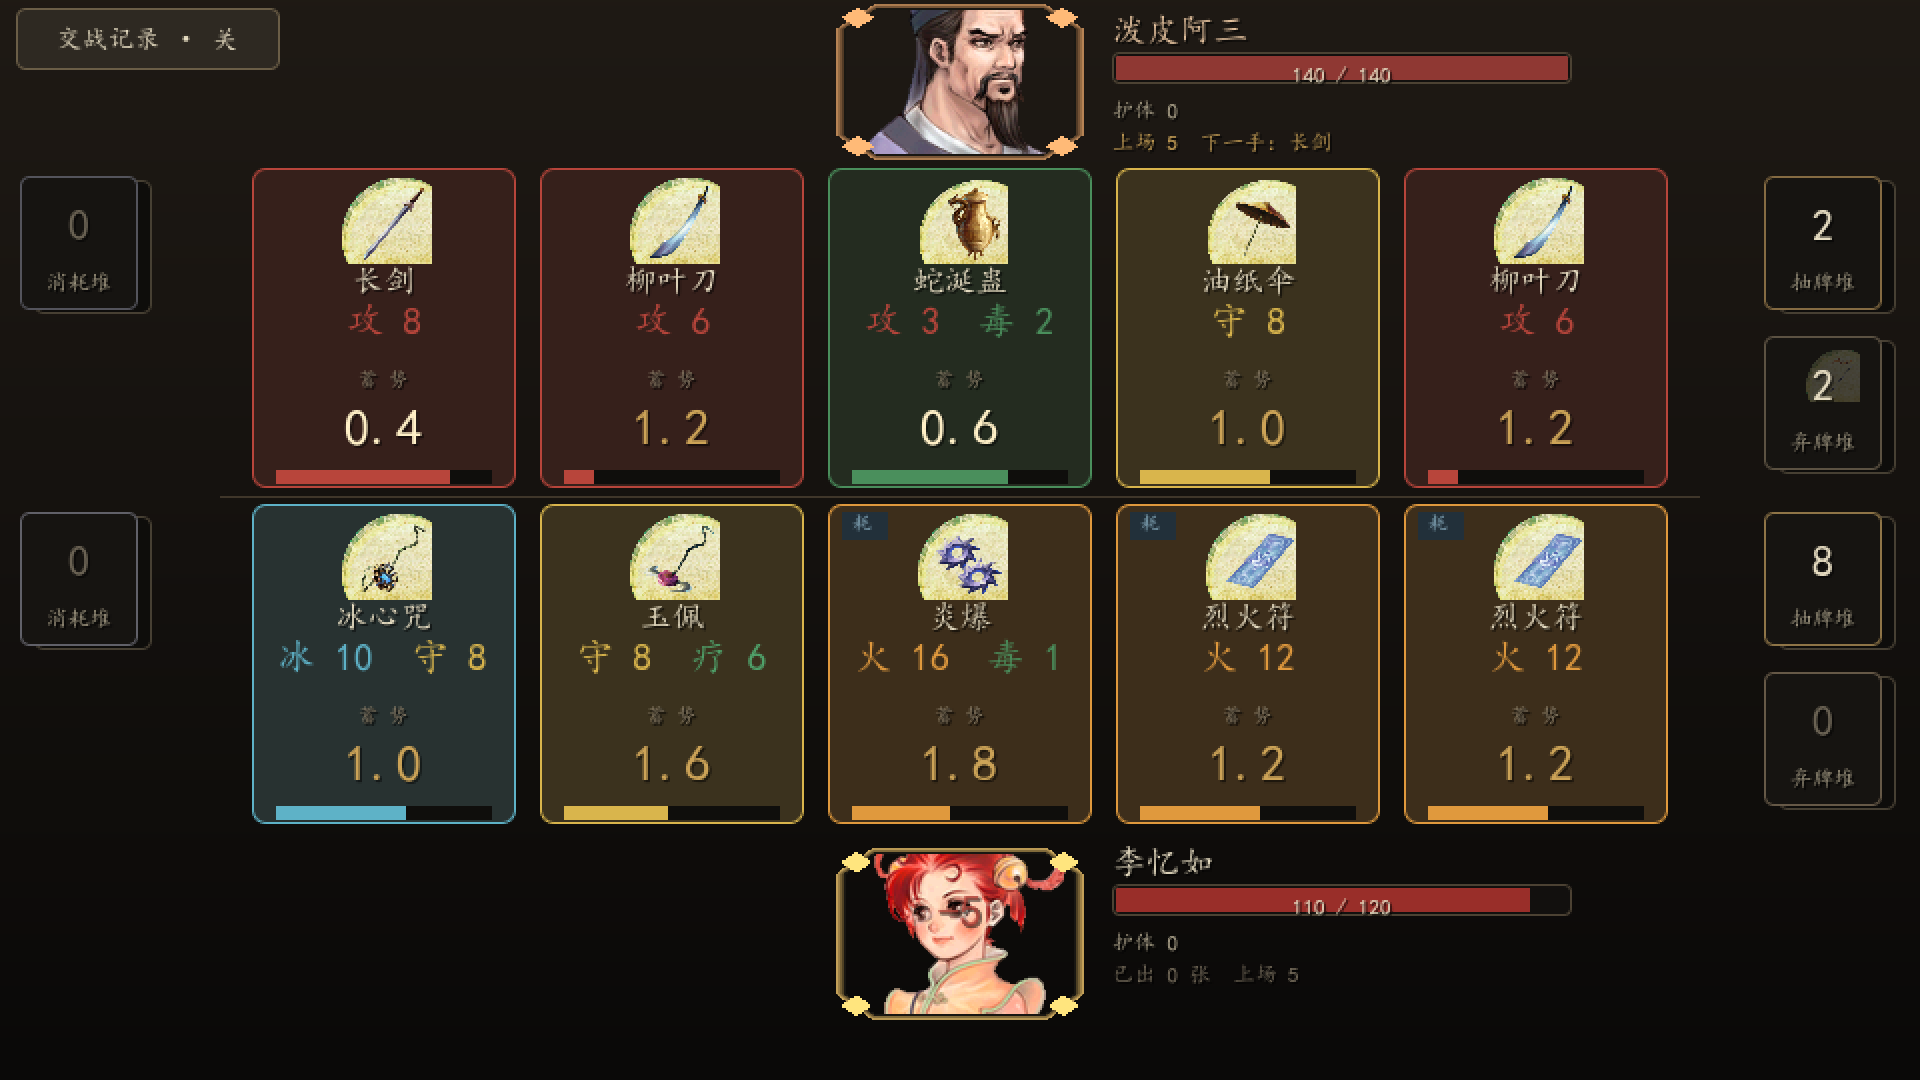 交战记录 · 关
泼皮阿三
140 / 140
护体 0
上场 5 下一手: 长剑
0
消耗堆
长剑
攻 8
蓄势
0.4
柳叶刀
攻 6
蓄势
1.2
蛇涎蛊
攻 3 毒 2
蓄势
0.6
油纸伞
守 8
蓄势
1.0
柳叶刀
攻 6
蓄势
1.2
2
抽牌堆
2
弃牌堆
0
消耗堆
冰心咒
冰 10 守 8
蓄势
1.0
玉佩
守 8 疗 6
蓄势
1.6
耗
炎爆
火 16 毒 1
蓄势
1.8
耗
烈火符
火 12
蓄势
1.2
耗
烈火符
火 12
蓄势
1.2
8
抽牌堆
0
弃牌堆
李忆如
110 / 120
护体 0
已出 0 张 上场 5